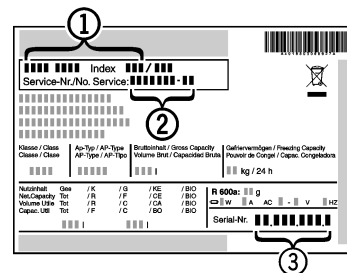 1
Index /
Service-Nr./No. Service: -
2
Klasse / Class
Classe / Clase
Ap-Typ / AP-Type
AP-Type / AP-Tipo
Bruttoinhalt / Gross Capacity
Volume Brut / Capacidad Bruta
Gefriervermögen / Freezing Capacity
Pouvoir de Congel / Capac. Congeladora
l
kg / 24 h
Nutzinhalt Ges / K / G / KE / BIO
Net.Capacity Tot / R / F / CE / BIO
Volume Utile Tot / R / C / CA / BIO
Capac. Util Tot / F / C / BO / BIO
l l
R 600a: g
W A AC - V HZ
Serial-Nr.
3